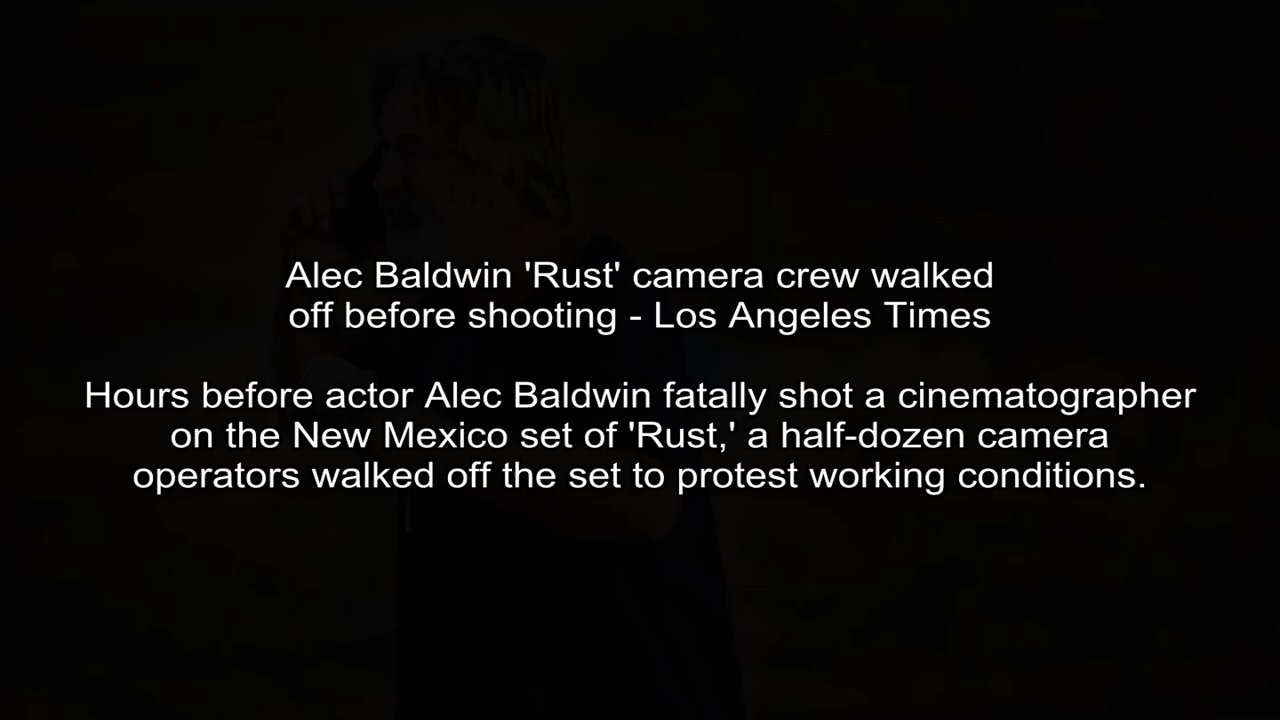 Alec Baldwin 'Rust' camera crew walked
off before shooting - Los Angeles Times
Hours before actor Alec Baldwin fatally shot a cinematographer
on the New Mexico set of 'Rust,' a half-dozen camera
operators walked off the set to protest working conditions.